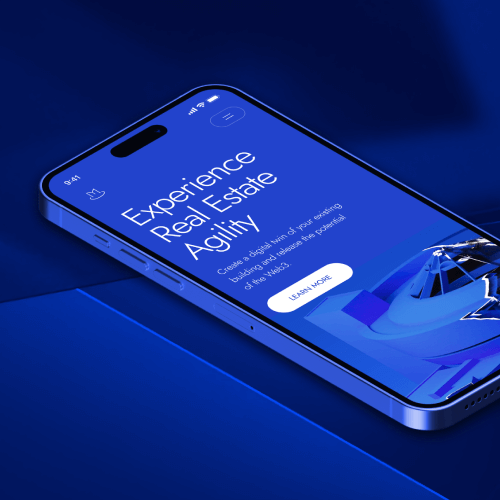 9:41
Experience
Real Estate
Agility
Create a digital twin of your existing
building and release the potential
of the Web3
LEARN MORE